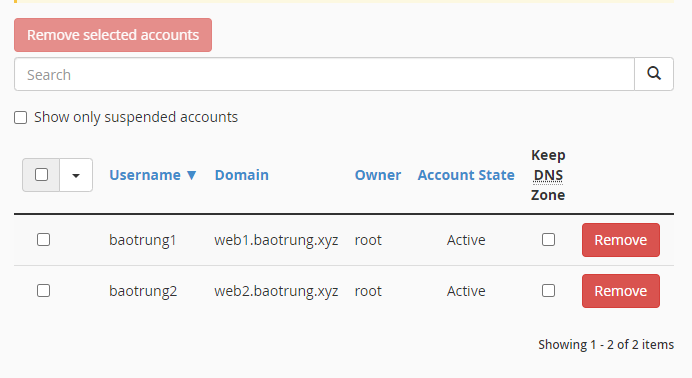 Remove selected accounts
Search
Show only suspended accounts
Keep
Username ▼ Domain Owner Account State DNS
Zone
baotrung1 web1.baotrung.xyz root Active Remove
baotrung2 web2.baotrung.xyz root Active Remove
Showing 1 - 2 of 2 items